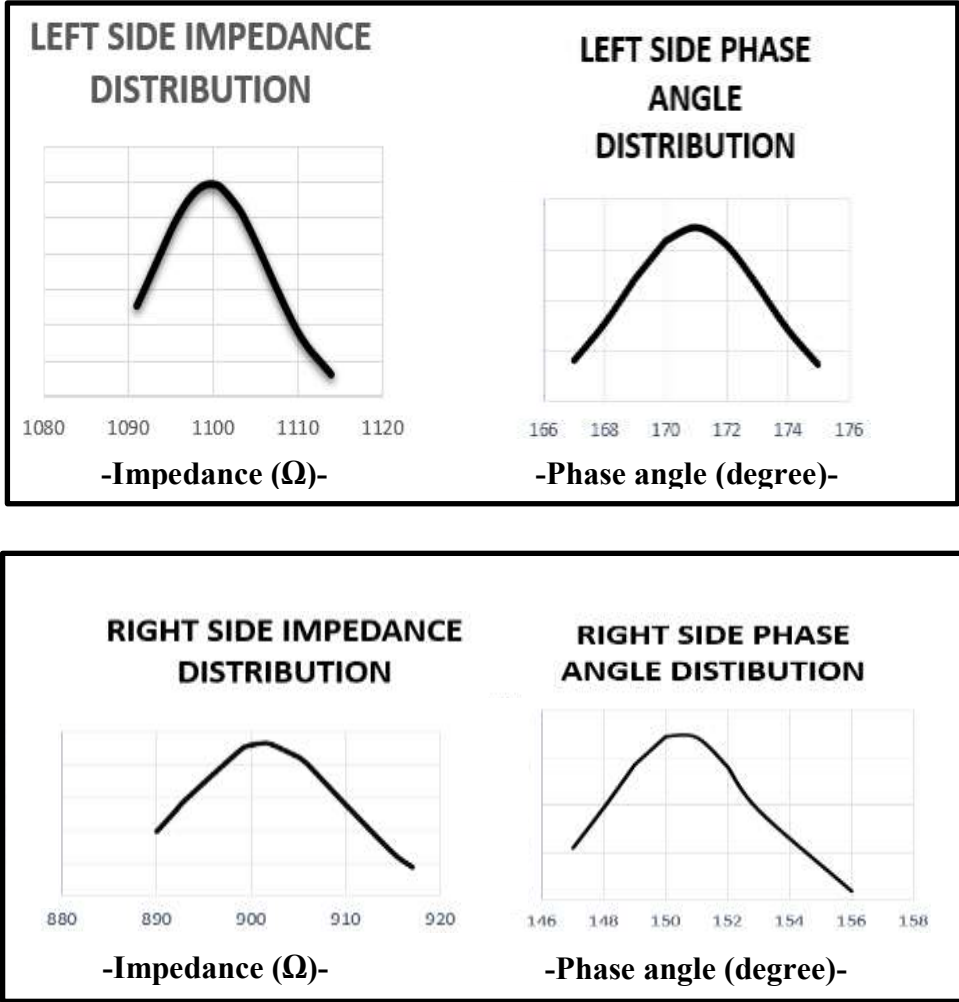 LEFT SIDE IMPEDANCE
DISTRIBUTION
1080 1090 1100 1110 1120
-Impedance (Ω)-
LEFT SIDE PHASE
ANGLE
DISTRIBUTION
166 168 170 172 174 176
-Phase angle (degree)-
RIGHT SIDE IMPEDANCE
DISTRIBUTION
880 890 900 910 920
-Impedance (Ω)-
RIGHT SIDE PHASE
ANGLE DISTIBUTION
146 148 150 152 154 156 158
-Phase angle (degree)-